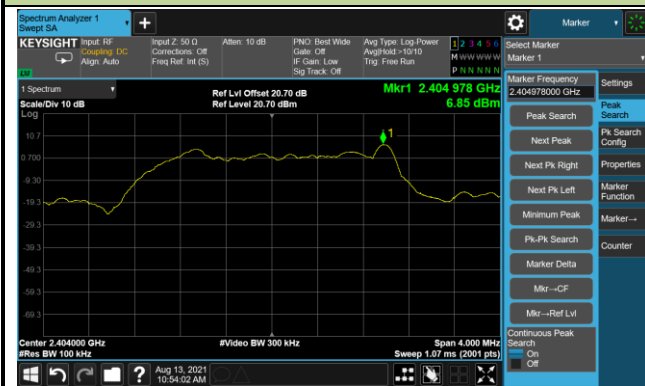 Spectrum Analyzer 1
Swept SA
+
Marker
KEYSIGHT
Input: RF
Coupling: DC
Align: Auto
Input Z: 50 Ω
Corrections: Off
Freq Ref: Int (S)
Atten: 10 dB
PNO: Best Wide
Gate: Off
IF Gain: Low
Sig Track: Off
Avg Type: Log-Power
Avg|Hold:>10/10
Trig: Free Run
1 2 3 4 5 6
M W W W W W
P N N N N N
Select Marker
Marker 1
1 Spectrum
Scale/Div 10 dB
Log
Ref Lvl Offset 20.70 dB
Ref Level 20.70 dBm
Mkr1 2.404 978 GHz
6.85 dBm
10.7
0.700
-9.30
-19.3
-29.3
-39.3
-49.3
-59.3
-69.3
1
Center 2.404000 GHz
#Res BW 100 kHz
#Video BW 300 kHz
Span 4.000 MHz
Sweep 1.07 ms (2001 pts)
Marker Frequency
2.404978000 GHz
Peak Search
Next Peak
Next Pk Right
Next Pk Left
Minimum Peak
Pk-Pk Search
Marker Delta
Mkr→CF
Mkr→Ref Lvl
Continuous Peak
Search
On
Off
Settings
Peak
Search
Pk Search
Config
Properties
Marker
Function
Marker→
Counter
?
Aug 13, 2021
10:54:02 AM